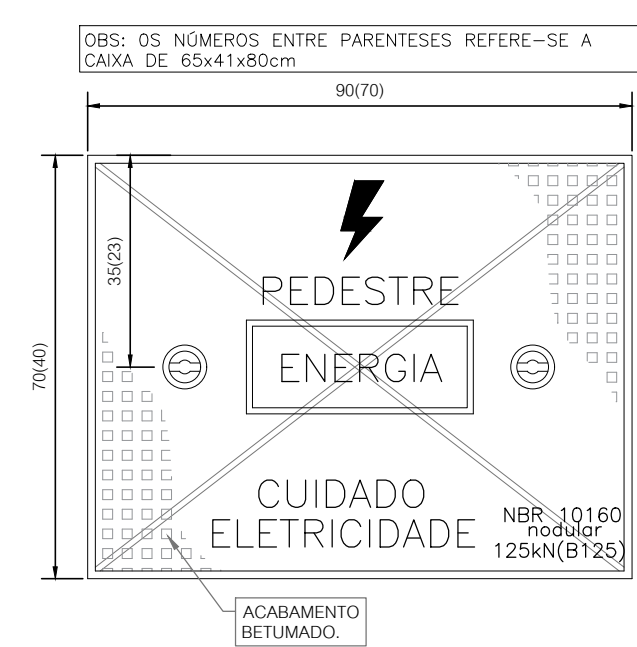 OBS: OS NÚMEROS ENTRE PARENTESES REFERE-SE A
CAIXA DE 65x41x80cm
90(70)
35(23)
70(40)
PEDESTRE
ENERGIA
CUIDADO
ELETRICIDADE
NBR 10160
nodular
125kN(B125)
ACABAMENTO
BETUMADO.